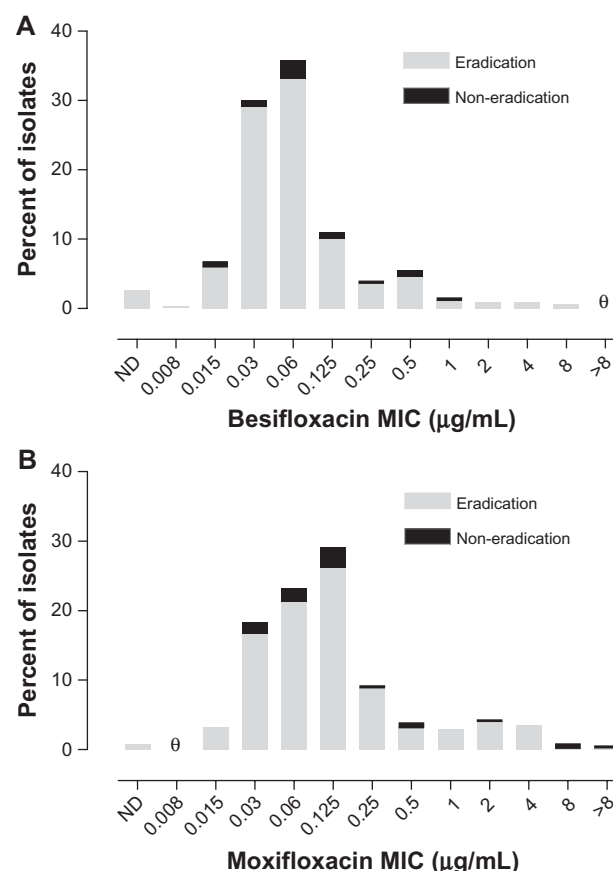 A
40
30
20
10
0
Percent of isolates
Eradication
Non-eradication
θ
ND 0.008 0.015 0.03 0.06 0.125 0.25 0.5 1 2 4 8 >8
Besifloxacin MIC (μg/mL)
B
40
30
20
10
0
Percent of isolates
Eradication
Non-eradication
θ
ND 0.008 0.015 0.03 0.06 0.125 0.25 0.5 1 2 4 8 >8
Moxifloxacin MIC (μg/mL)